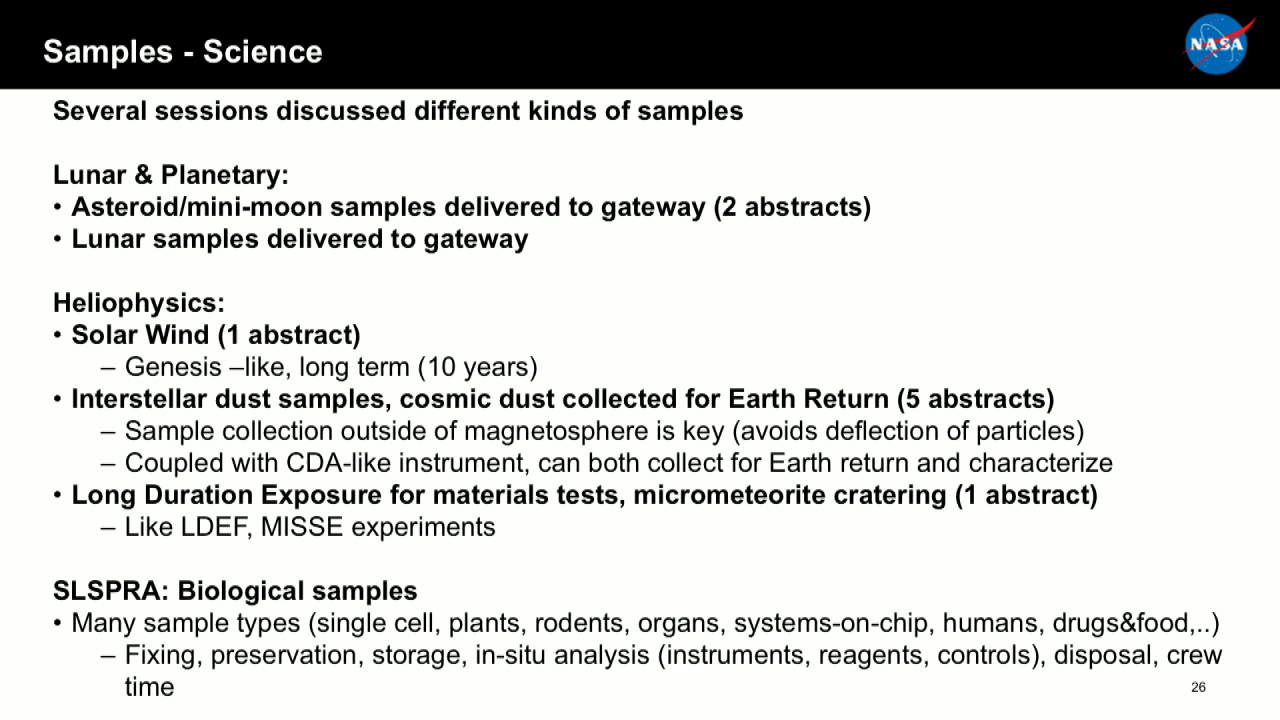 Samples - Science
NASA
Several sessions discussed different kinds of samples
Lunar & Planetary:
• Asteroid/mini-moon samples delivered to gateway (2 abstracts)
• Lunar samples delivered to gateway
Heliophysics:
• Solar Wind (1 abstract)
– Genesis –like, long term (10 years)
• Interstellar dust samples, cosmic dust collected for Earth Return (5 abstracts)
– Sample collection outside of magnetosphere is key (avoids deflection of particles)
– Coupled with CDA-like instrument, can both collect for Earth return and characterize
• Long Duration Exposure for materials tests, micrometeorite cratering (1 abstract)
– Like LDEF, MISSE experiments
SLSPRA: Biological samples
• Many sample types (single cell, plants, rodents, organs, systems-on-chip, humans, drugs&food,..)
– Fixing, preservation, storage, in-situ analysis (instruments, reagents, controls), disposal, crew
time
26